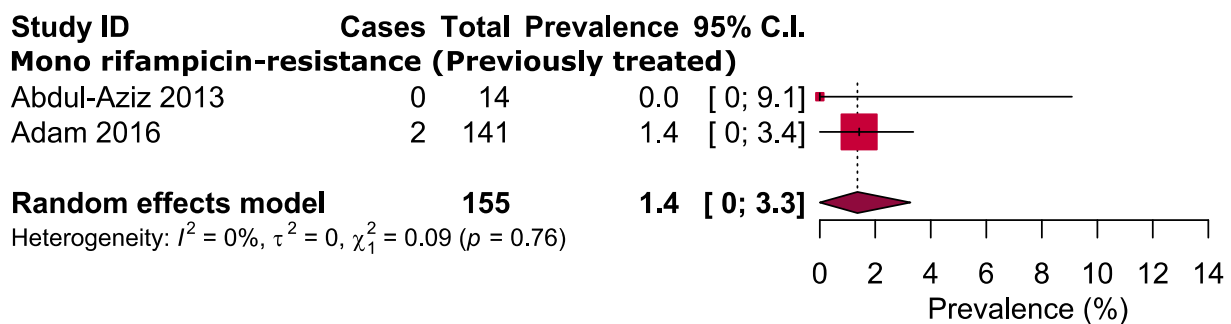 Study ID Cases Total Prevalence 95% C.I.
Mono rifampicin-resistance (Previously treated)
Abdul-Aziz 2013 0 14 0.0 [ 0; 9.1]
Adam 2016 2 141 1.4 [ 0; 3.4]
Random effects model 155 1.4 [ 0; 3.3]
Heterogeneity: I² = 0%, τ² = 0, χ²₁ = 0.09 (p = 0.76)
0 2 4 6 8 10 12 14
Prevalence (%)